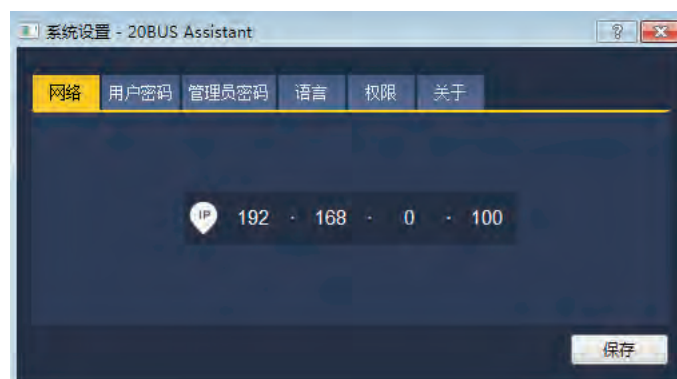 系统设置 - 20BUS Assistant
网络 用户密码 管理员密码 语言 权限 关于
IP 192 · 168 · 0 · 100
保存